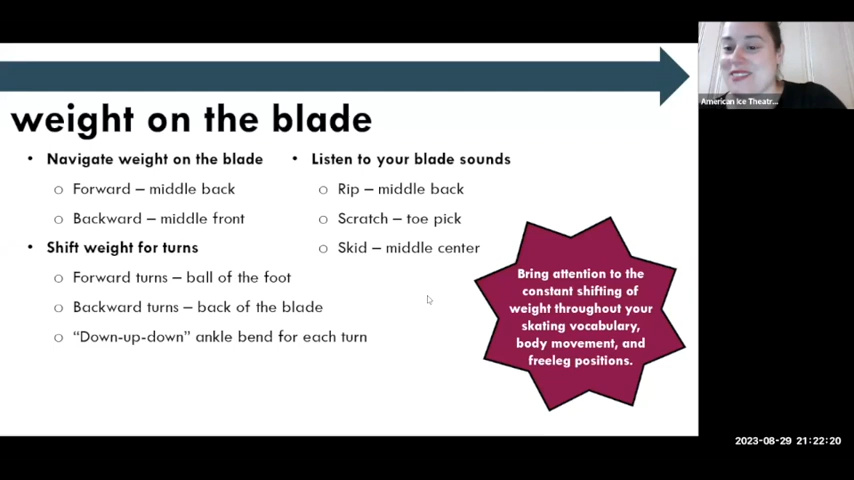 weight on the blade
• Navigate weight on the blade
o Forward – middle back
o Backward – middle front
• Shift weight for turns
o Forward turns – ball of the foot
o Backward turns – back of the blade
o “Down-up-down” ankle bend for each turn
• Listen to your blade sounds
o Rip – middle back
o Scratch – toe pick
o Skid – middle center
Bring attention to the
constant shifting of
weight throughout your
skating vocabulary,
body movement, and
freeleg positions.
American Ice Theatr...
2023-08-29 21:22:20